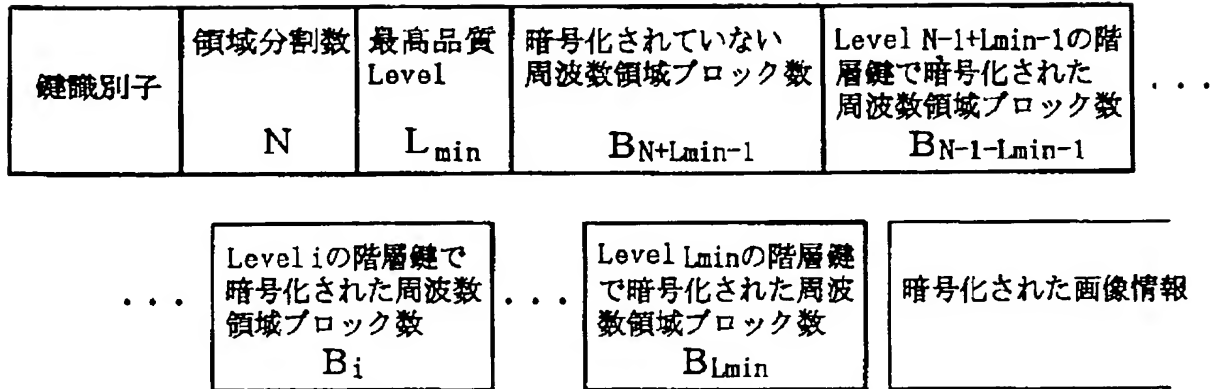 鍵識別子
領域分割数
N
最高品質
Level
Lmin
暗号化されていない
周波数領域ブロック数
BN+Lmin-1
Level N-1+Lmin-1の階
層鍵で暗号化された
周波数領域ブロック数
BN-1-Lmin-1
...
...
Level iの階層鍵で
暗号化された周波数
領域ブロック数
Bi
...
Level Lminの階層鍵
で暗号化された周波
数領域ブロック数
BLmin
暗号化された画像情報